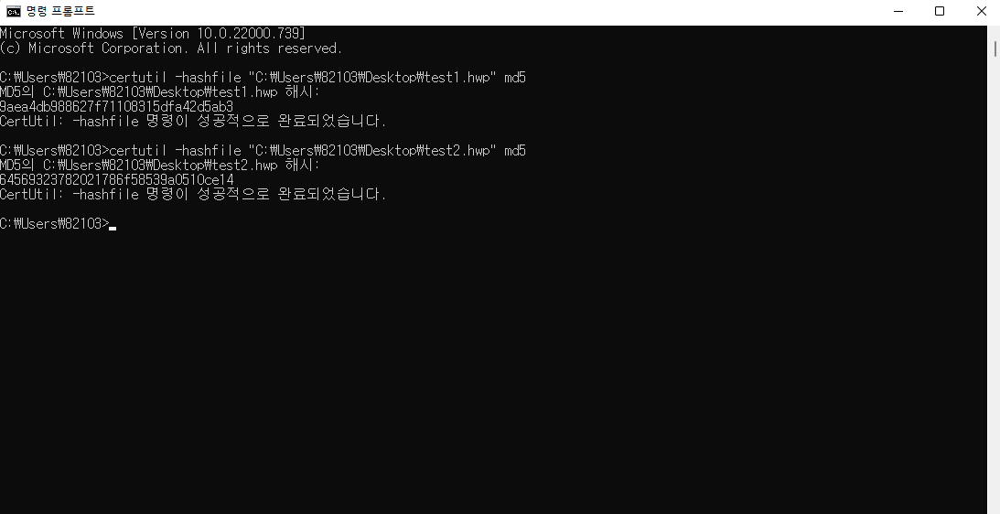 명령 프롬프트
Microsoft Windows [Version 10.0.22000.739]
(c) Microsoft Corporation. All rights reserved.
C:₩Users₩82103>certutil -hashfile "C:₩Users₩82103₩Desktop₩test1.hwp" md5
MD5의 C:₩Users₩82103₩Desktop₩test1.hwp 해시:
9aea4db988627f71108315dfa42d5ab3
CertUtil: -hashfile 명령이 성공적으로 완료되었습니다.
C:₩Users₩82103>certutil -hashfile "C:₩Users₩82103₩Desktop₩test2.hwp" md5
MD5의 C:₩Users₩82103₩Desktop₩test2.hwp 해시:
64569323782021786f58539a0510ce14
CertUtil: -hashfile 명령이 성공적으로 완료되었습니다.
C:₩Users₩82103>